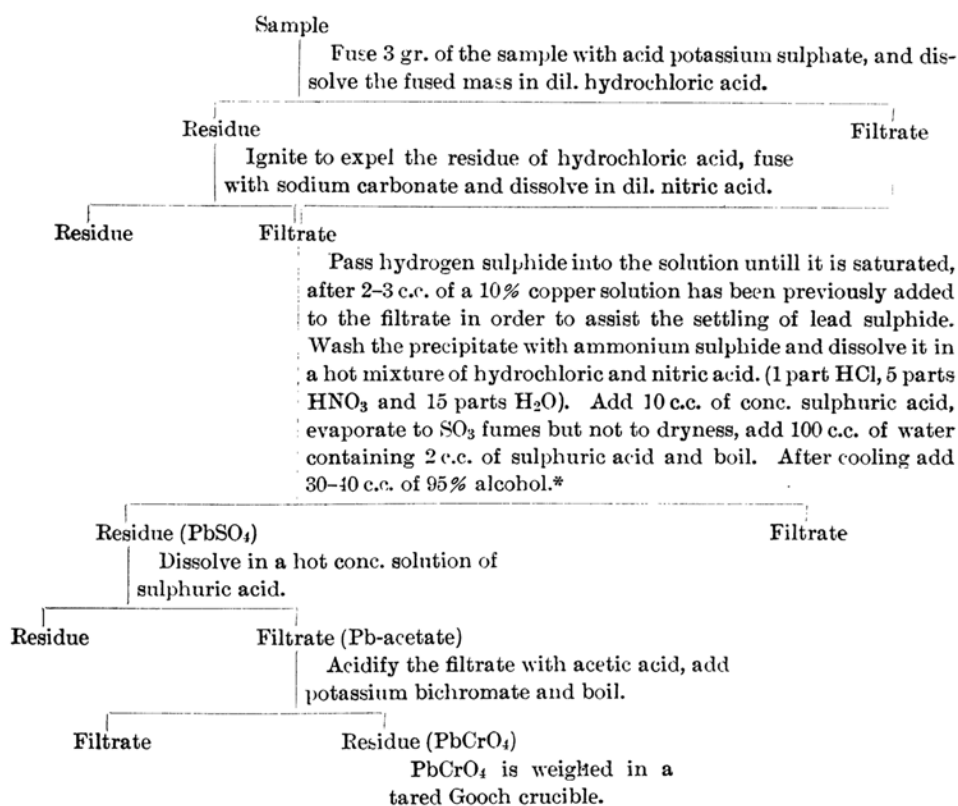 Sample
Fuse 3 gr. of the sample with acid potassium sulphate, and dis-
solve the fused mass in dil. hydrochloric acid.
Residue Filtrate
Ignite to expel the residue of hydrochloric acid, fuse
with sodium carbonate and dissolve in dil. nitric acid.
Residue Filtrate
Pass hydrogen sulphide into the solution untill it is saturated,
after 2–3 c.c. of a 10% copper solution has been previously added
to the filtrate in order to assist the settling of lead sulphide.
Wash the precipitate with ammonium sulphide and dissolve it in
a hot mixture of hydrochloric and nitric acid. (1 part HCl, 5 parts
HNO₃ and 15 parts H₂O). Add 10 c.c. of conc. sulphuric acid,
evaporate to SO₃ fumes but not to dryness, add 100 c.c. of water
containing 2 c.c. of sulphuric acid and boil. After cooling add
30–40 c.c. of 95% alcohol.*
Residue (PbSO₄) Filtrate
Dissolve in a hot conc. solution of
sulphuric acid.
Residue Filtrate (Pb-acetate)
Acidify the filtrate with acetic acid, add
potassium bichromate and boil.
Filtrate Residue (PbCrO₄)
PbCrO₄ is weighed in a
tared Gooch crucible.